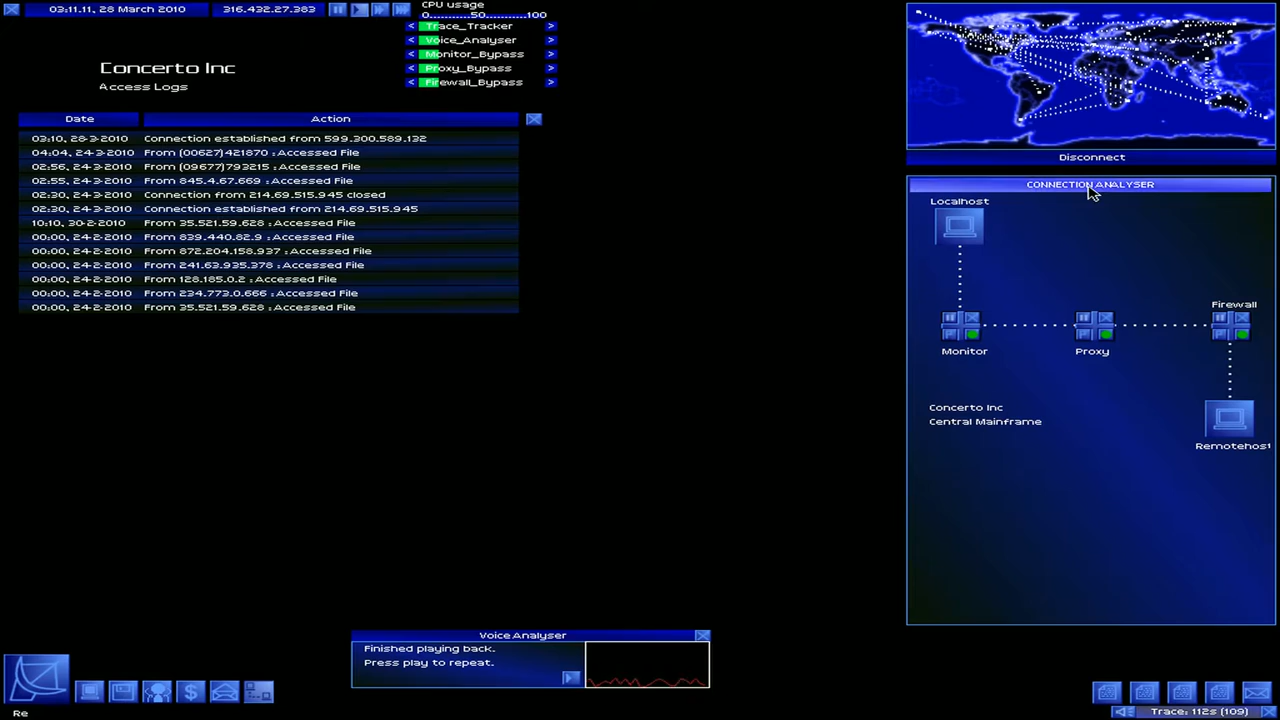 03:11.11, 28 March 2010
316.432.27.383
CPU usage
0...........50...........100
Trace_Tracker
Voice_Analyser
Monitor_Bypass
Proxy_Bypass
Firewall_Bypass
Concerto Inc
Access Logs
Date Action
03:10, 28-3-2010 Connection established from 599.300.589.132
04:04, 24-3-2010 From (00627)421870 : Accessed File
02:56, 24-3-2010 From (09577)793215 : Accessed File
02:55, 24-3-2010 From 845.4.67.669 : Accessed File
02:30, 24-3-2010 Connection from 214.69.515.945 closed
02:30, 24-3-2010 Connection established from 214.69.515.945
10:10, 30-2-2010 From 35.521.59.628 : Accessed File
00:00, 24-2-2010 From 839.440.82.9 : Accessed File
00:00, 24-2-2010 From 872.204.158.937 : Accessed File
00:00, 24-2-2010 From 241.63.935.378 : Accessed File
00:00, 24-2-2010 From 128.185.0.2 : Accessed File
00:00, 24-2-2010 From 234.773.0.666 : Accessed File
00:00, 24-2-2010 From 35.521.59.628 : Accessed File
Disconnect
CONNECTION ANALYSER
Localhost
Firewall
Monitor
Proxy
Concerto Inc
Central Mainframe
Remotehost
Voice Analyser
Finished playing back.
Press play to repeat.
$
Re
Trace: 112s (109)